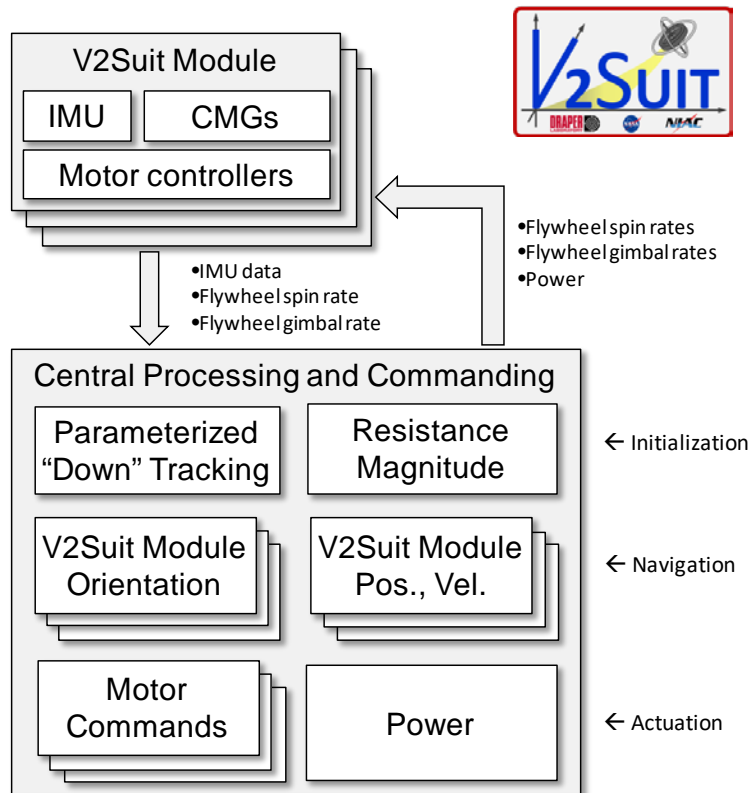 V2Suit Module
IMU
CMGs
Motor controllers
V2SUIT
DRAPER
LABORATORY
NASA
NIAC
•Flywheel spin rates
•Flywheel gimbal rates
•Power
•IMU data
•Flywheel spin rate
•Flywheel gimbal rate
Central Processing and Commanding
Parameterized
“Down” Tracking
Resistance
Magnitude
← Initialization
V2Suit Module
Orientation
V2Suit Module
Pos., Vel.
← Navigation
Motor
Commands
Power
← Actuation